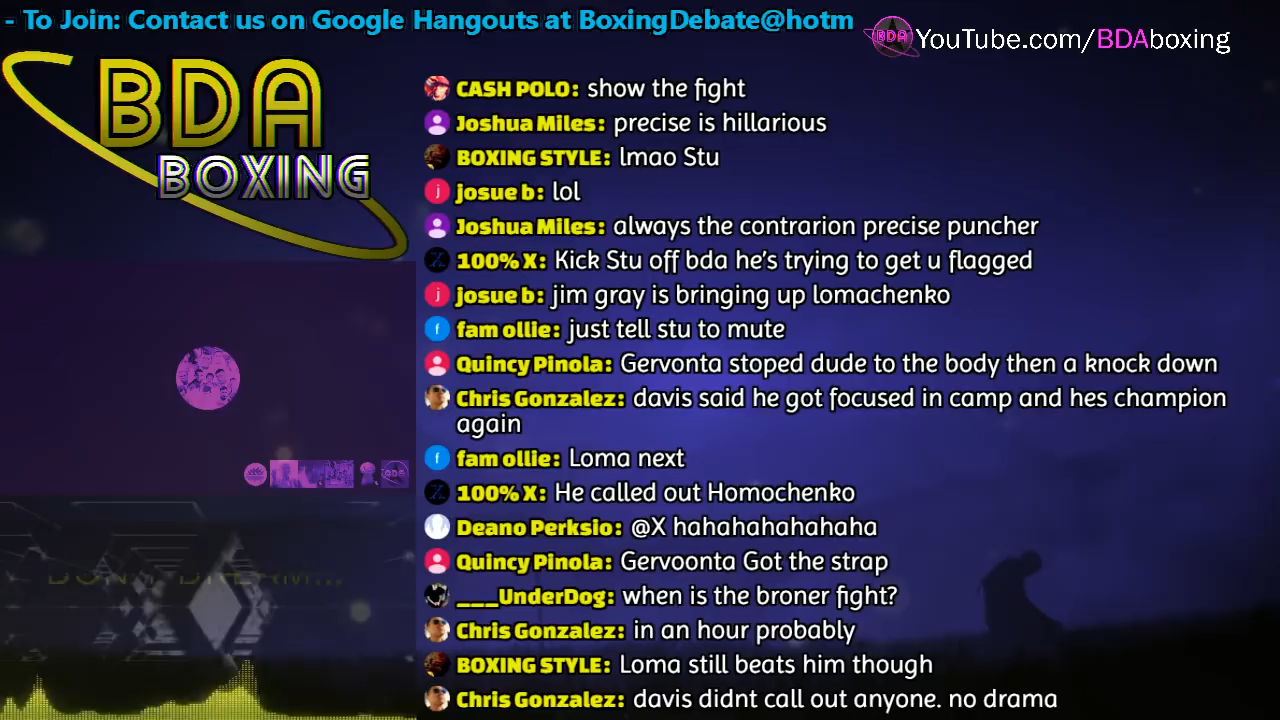 - To Join: Contact us on Google Hangouts at BoxingDebate@hotm
BDA YouTube.com/BDAboxing
BDA
BOXING
CASH POLO: show the fight
Joshua Miles: precise is hillarious
BOXING STYLE: lmao Stu
j josue b: lol
Joshua Miles: always the contrarion precise puncher
100% X: Kick Stu off bda he's trying to get u flagged
j josue b: jim gray is bringing up lomachenko
f fam ollie: just tell stu to mute
Quincy Pinola: Gervonta stoped dude to the body then a knock down
Chris Gonzalez: davis said he got focused in camp and hes champion
again
f fam ollie: Loma next
100% X: He called out Homochenko
Deano Perksio: @X hahahahahahaha
Quincy Pinola: Gervoonta Got the strap
___UnderDog: when is the broner fight?
Chris Gonzalez: in an hour probably
BOXING STYLE: Loma still beats him though
Chris Gonzalez: davis didnt call out anyone. no drama
BDA